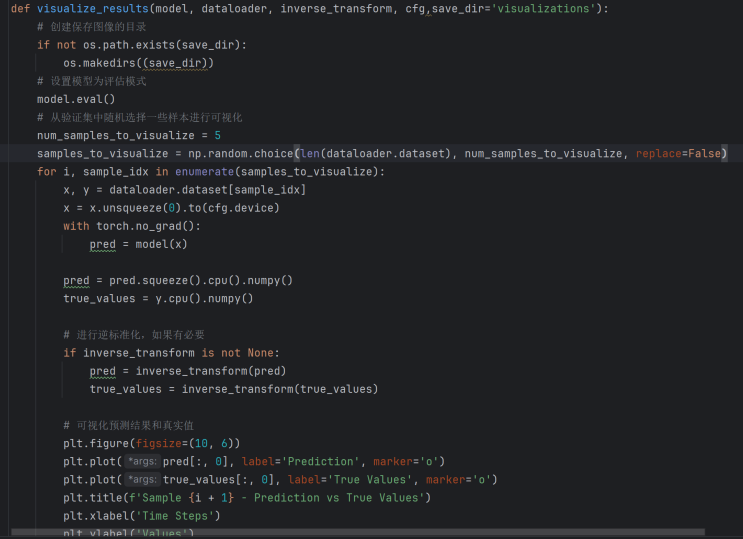 def visualize_results(model, dataloader, inverse_transform, cfg,save_dir='visualizations'):
# 创建保存图像的目录
if not os.path.exists(save_dir):
os.makedirs((save_dir))
# 设置模型为评估模式
model.eval()
# 从验证集中随机选择一些样本进行可视化
num_samples_to_visualize = 5
samples_to_visualize = np.random.choice(len(dataloader.dataset), num_samples_to_visualize, replace=False)
for i, sample_idx in enumerate(samples_to_visualize):
x, y = dataloader.dataset[sample_idx]
x = x.unsqueeze(0).to(cfg.device)
with torch.no_grad():
pred = model(x)
pred = pred.squeeze().cpu().numpy()
true_values = y.cpu().numpy()
# 进行逆标准化，如果有必要
if inverse_transform is not None:
pred = inverse_transform(pred)
true_values = inverse_transform(true_values)
# 可视化预测结果和真实值
plt.figure(figsize=(10, 6))
plt.plot( *args: pred[:, 0], label='Prediction', marker='o')
plt.plot( *args: true_values[:, 0], label='True Values', marker='o')
plt.title(f'Sample {i + 1} - Prediction vs True Values')
plt.xlabel('Time Steps')
plt.ylabel('Values')